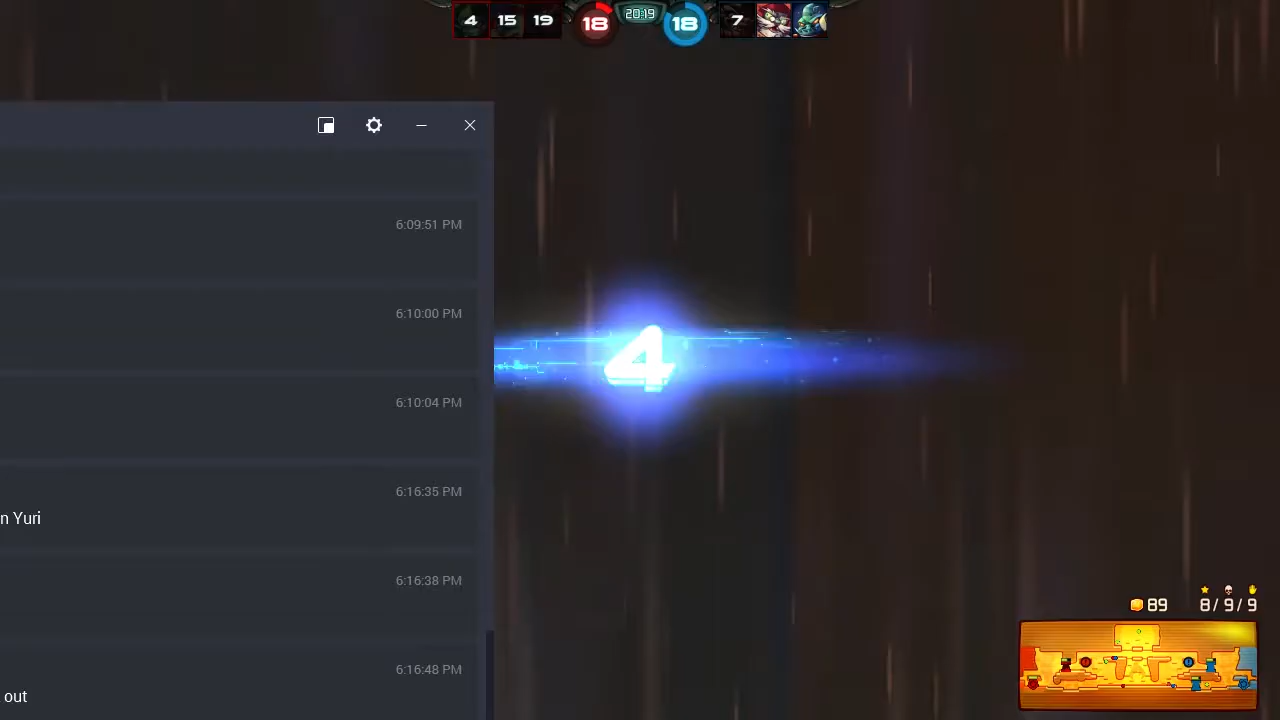 4 15 19 18 20:19 18 7
6:09:51 PM
6:10:00 PM
4
6:10:04 PM
6:16:35 PM
n Yuri
6:16:38 PM
89 8/9/9
6:16:48 PM
out